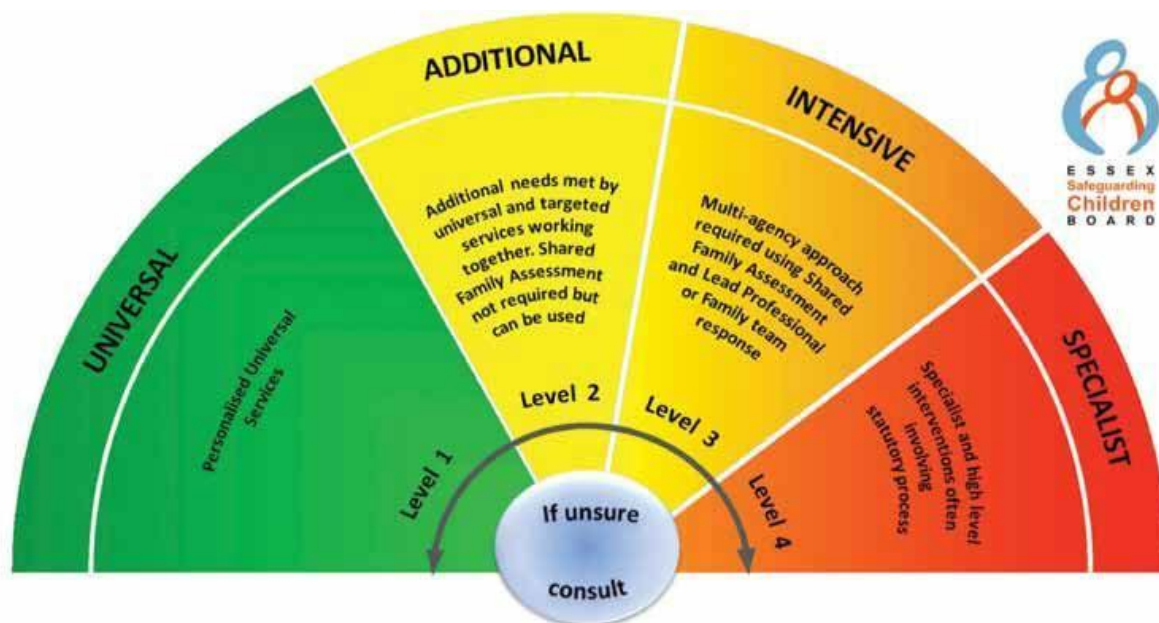 UNIVERSAL
Personalised Universal
Services
Level 1
ADDITIONAL
Additional needs met by
universal and targeted
services working
together. Shared
Family Assessment
not required but
can be used
Level 2
INTENSIVE
Multi-agency approach
required using Shared
Family Assessment
and Lead Professional
or Family team
response
Level 3
SPECIALIST
Specialist and high level
interventions often
involving
statutory process
Level 4
If unsure
consult
ESSEX
Safeguarding
Children
BOARD